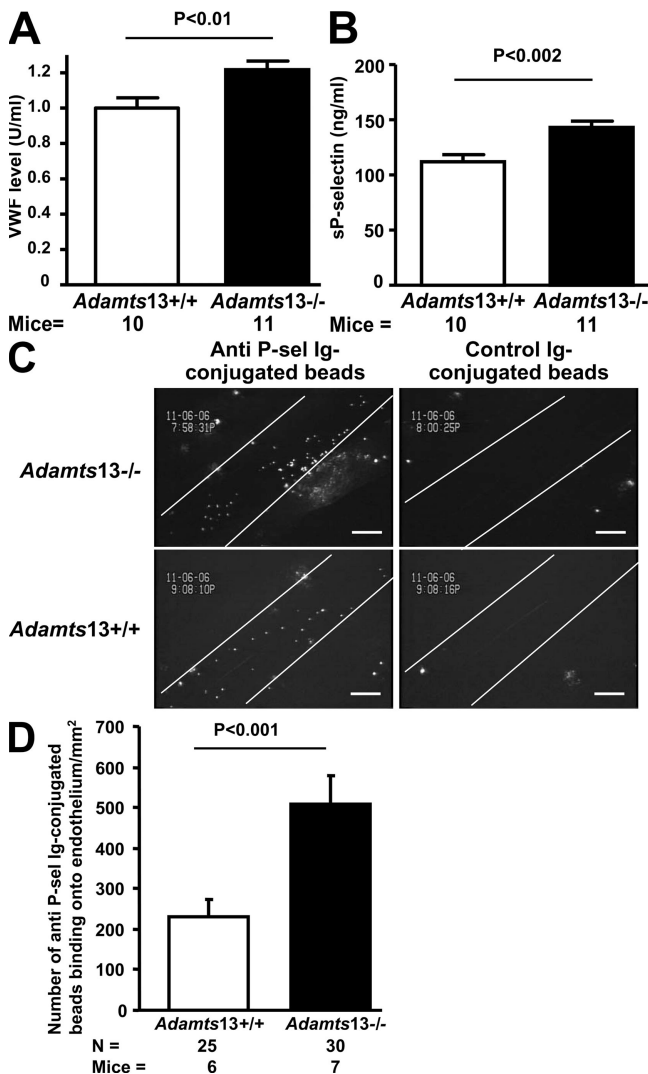 A
P<0.01
VWF level (U/ml)
1.2
1.0
0.8
0.6
0.4
0.2
0
Adamts13+/+ Adamts13-/-
Mice= 10 11
B
P<0.002
sP-selectin (ng/ml)
200
150
100
50
0
Adamts13+/+ Adamts13-/-
Mice = 10 11
C
Anti P-sel Ig-
conjugated beads
Control Ig-
conjugated beads
Adamts13-/-
11-06-06
7:58:31P
11-06-06
8:00:25P
Adamts13+/+
11-06-06
9:08:10P
11-06-06
9:08:16P
D
P<0.001
Number of anti P-sel Ig-conjugated
beads binding onto endothelium/mm²
700
600
500
400
300
200
100
0
Adamts13+/+ Adamts13-/-
N = 25 30
Mice = 6 7